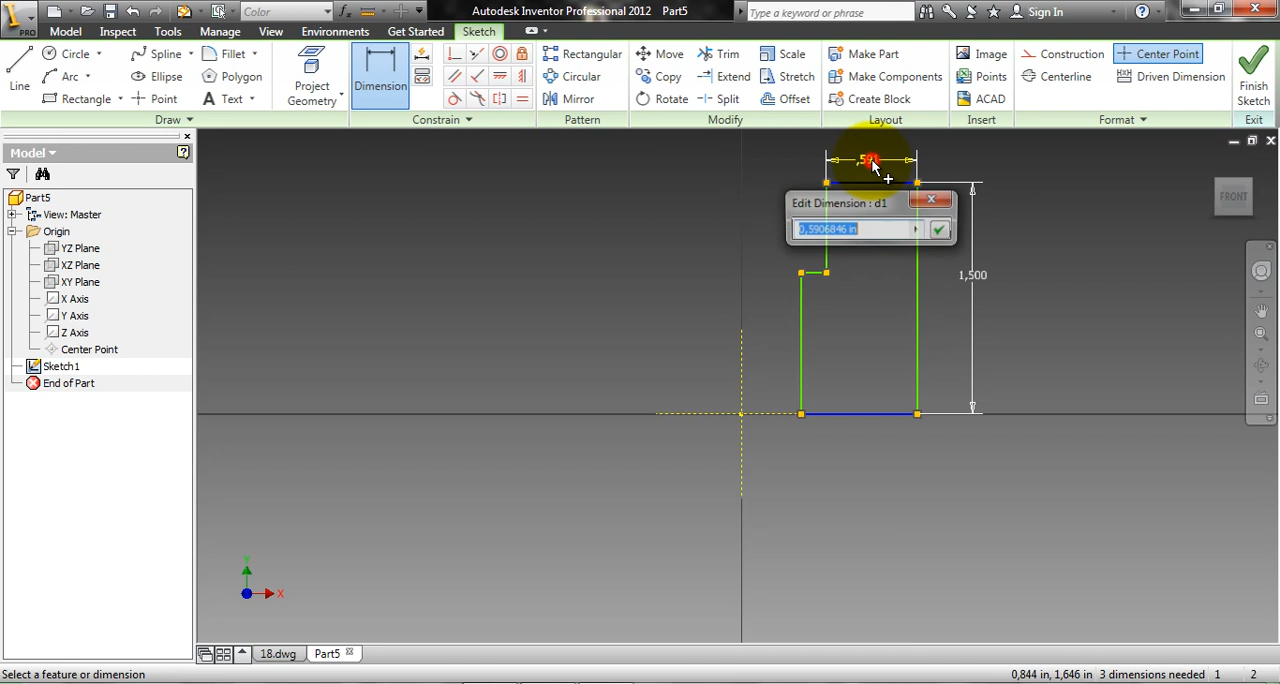 Color
Autodesk Inventor Professional 2012 Part5
Type a keyword or phrase
Sign In
PRO
Model Inspect Tools Manage View Environments Get Started Sketch
Line
Circle
Arc
Rectangle
Spline
Ellipse
Point
Fillet
Polygon
Text
Project
Geometry
Dimension
Rectangular
Circular
Mirror
Move
Copy
Rotate
Trim
Extend
Split
Scale
Stretch
Offset
Make Part
Make Components
Create Block
Image
Points
ACAD
Construction
Centerline
Center Point
Driven Dimension
Finish
Sketch
Draw Constrain Pattern Modify Layout Insert Format Exit
Model
Part5
View: Master
Origin
YZ Plane
XZ Plane
XY Plane
X Axis
Y Axis
Z Axis
Center Point
Sketch1
End of Part
,591
Edit Dimension : d1
0,5906846 in
1,500
FRONT
Y
X
18.dwg Part5
Select a feature or dimension
0,844 in, 1,646 in 3 dimensions needed 1 2